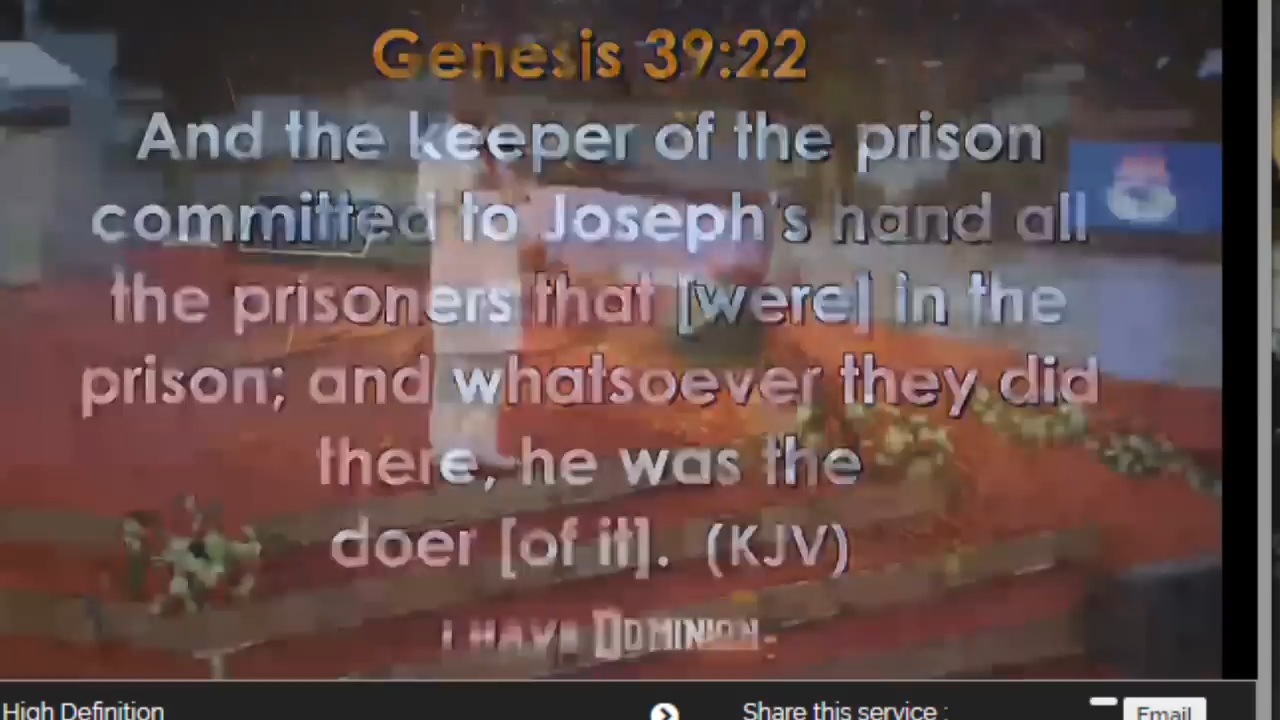 Genesis 39:22
And the keeper of the prison
committed to Joseph's hand all
the prisoners that [were] in the
prison; and whatsoever they did
there, he was the
doer [of it]. (KJV)
I HAVE DOMINION.
High Definition
Share this service :
Email